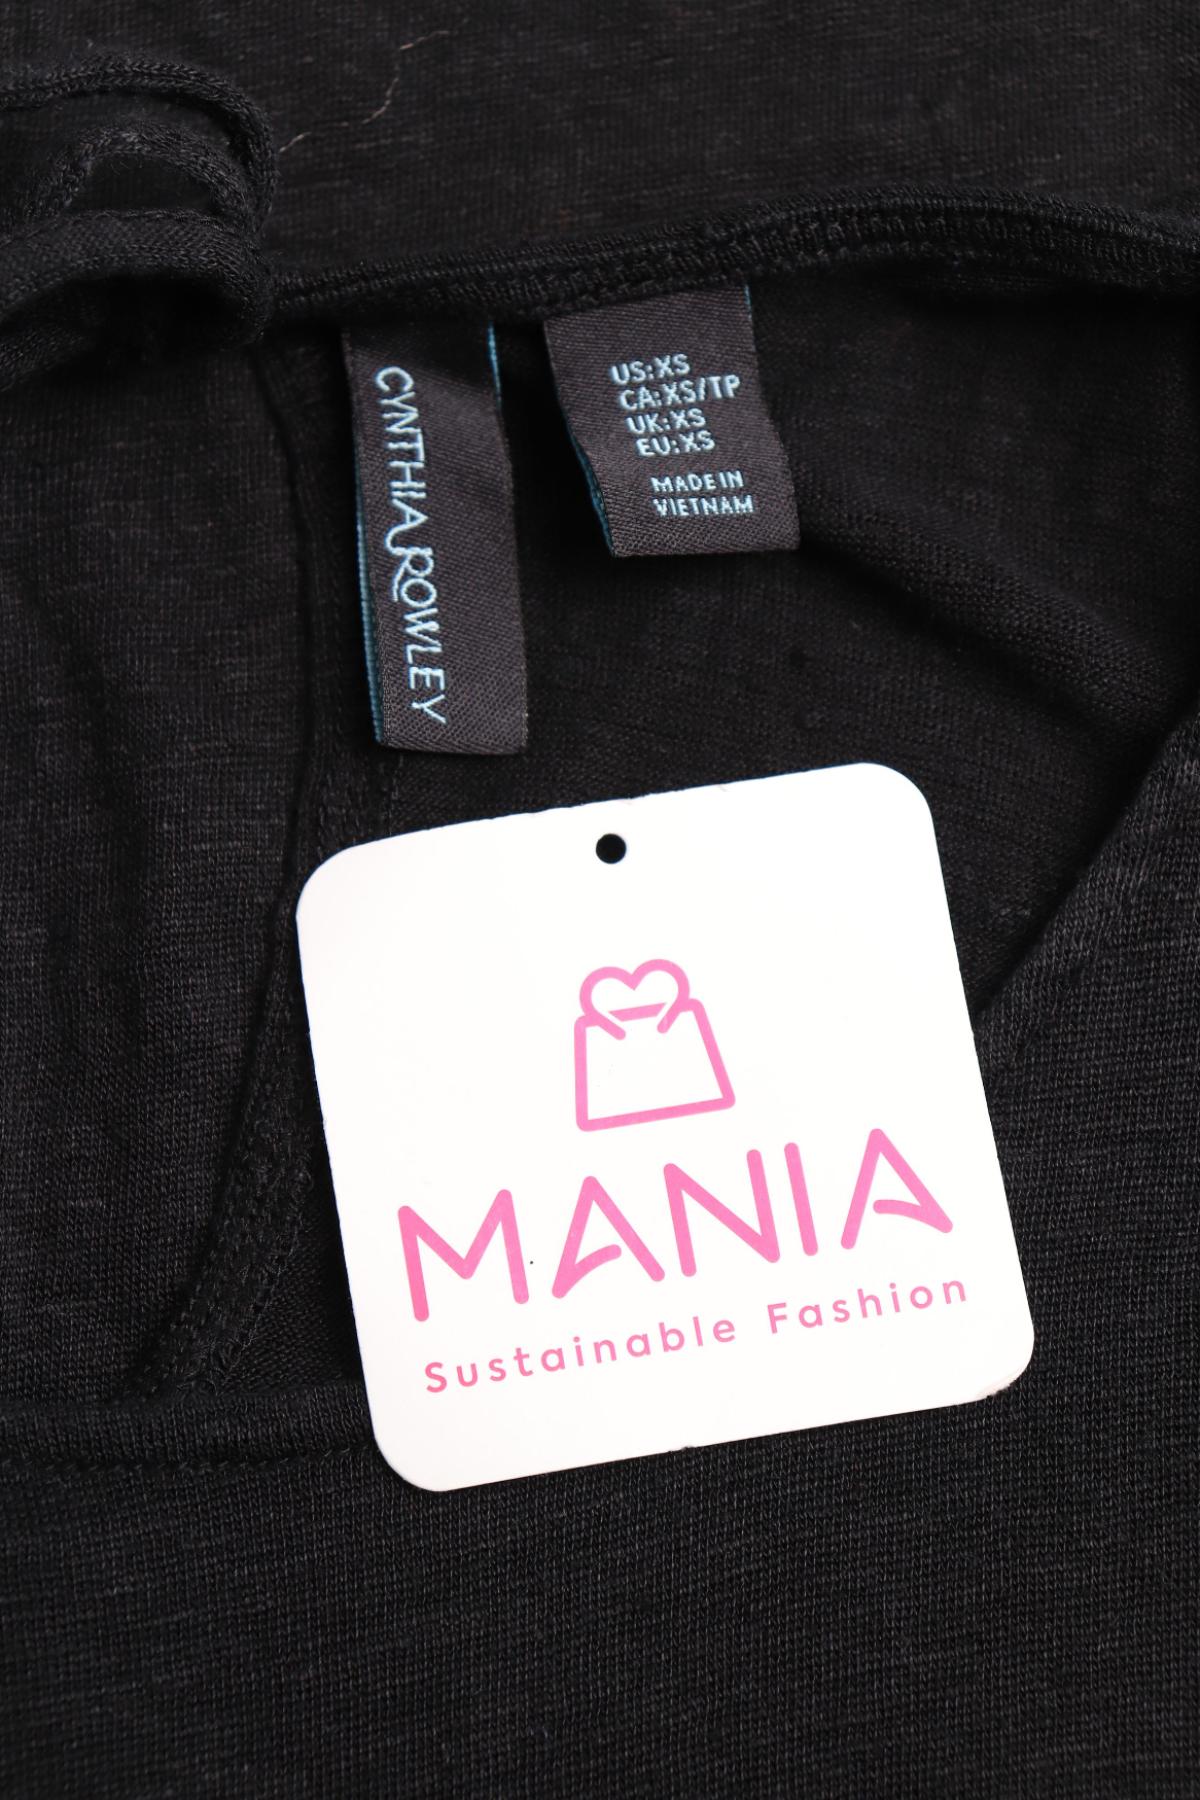 CYNTHIA ROWLEY
US:XS
CA:XS/TP
UK:XS
EU:XS
MADE IN
VIETNAM
MANIA
Sustainable Fashion